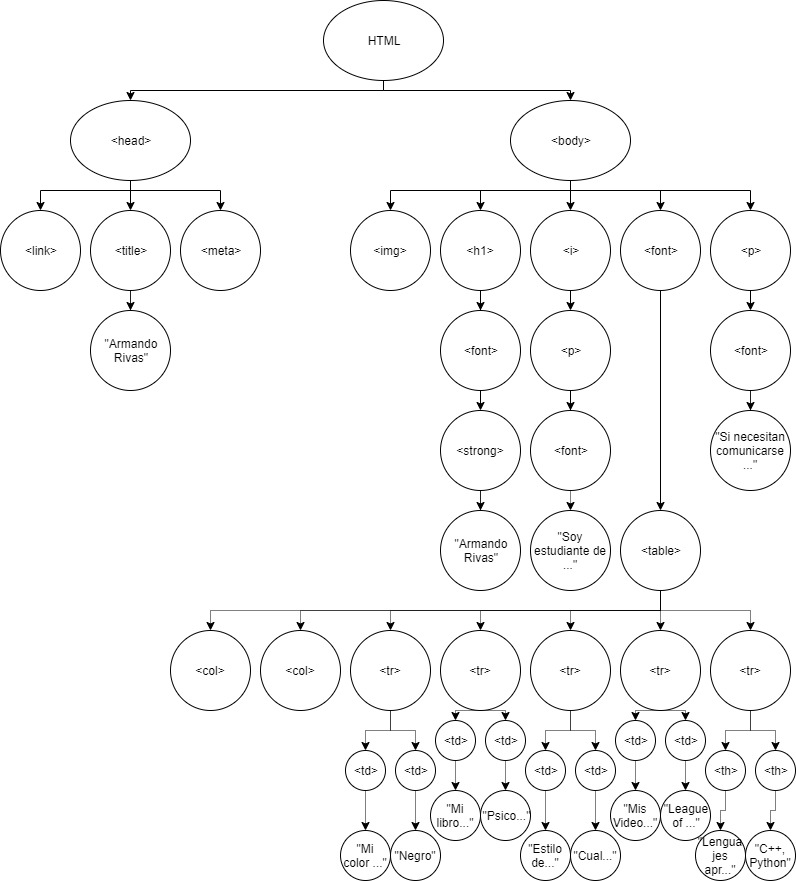 HTML
<head>
<body>
<link>
<title>
<meta>
<img>
<h1>
<i>
<font>
<p>
"Armando
Rivas"
<font>
<p>
<font>
<strong>
<font>
"Si necesitan
comunicarse
..."
"Armando
Rivas"
"Soy
estudiante de
..."
<table>
<col>
<col>
<tr>
<tr>
<tr>
<tr>
<tr>
<td>
<td>
<td>
<td>
<td>
<td>
<td>
<td>
<th>
<th>
"Mi
libro..."
"Psico..."
"Mis
Video..."
"League
of ..."
"Mi
color ..."
"Negro"
"Estilo
de..."
"Cual..."
"Lengua
jes
apr..."
"C++,
Python"